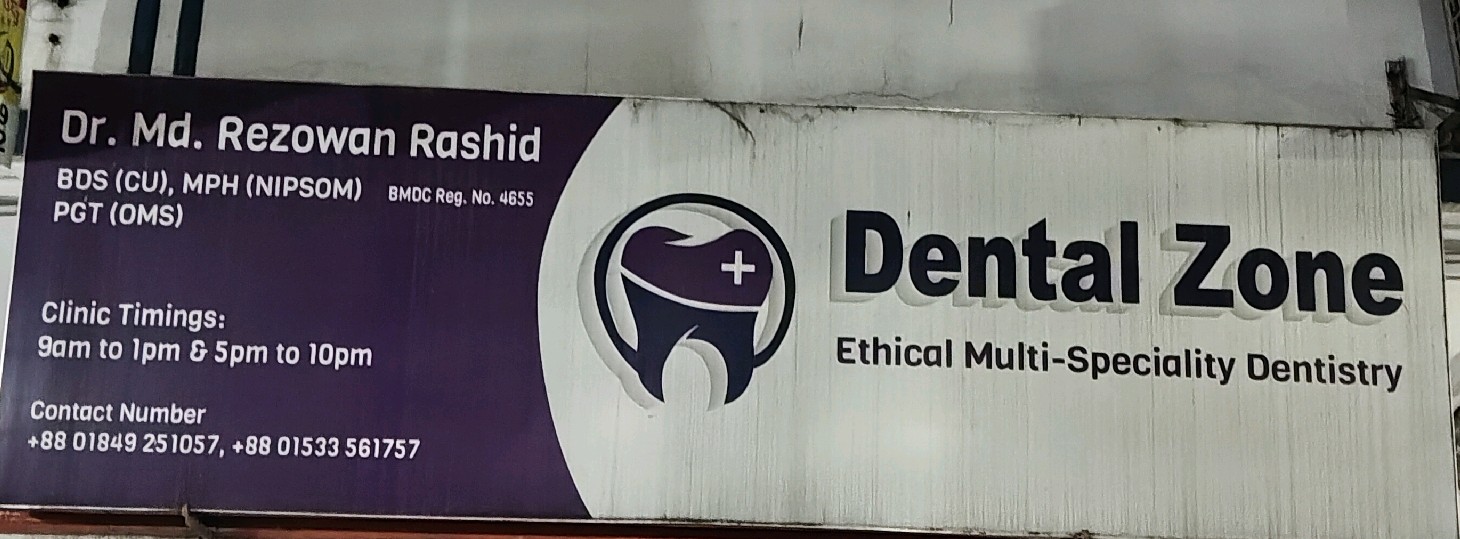 Dr. Md. Rezowan Rashid
BDS (CU), MPH (NIPSOM) BMDC Reg. No. 4655
PGT (OMS)
Clinic Timings:
9am to 1pm & 5pm to 10pm
Contact Number
+88 01849 251057, +88 01533 561757
Dental Zone
Ethical Multi-Speciality Dentistry